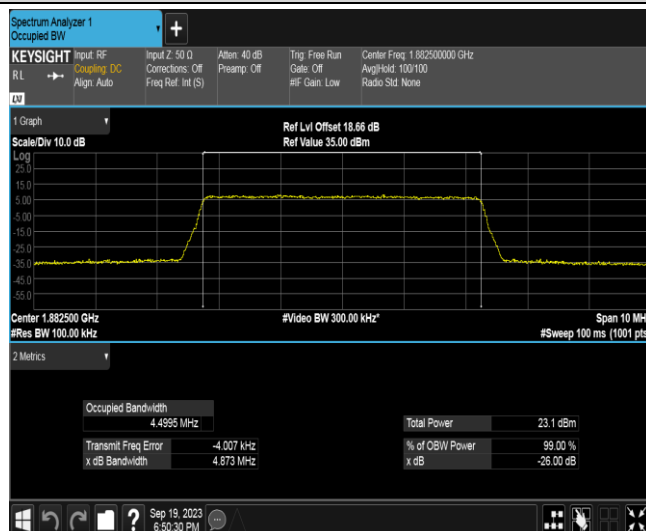 Spectrum Analyzer 1
Occupied BW
KEYSIGHT Input: RF Input Z: 50 Ω Atten: 40 dB Trig: Free Run Center Freq: 1.882500000 GHz
RL Coupling: DC Corrections: Off Preamp: Off Gate: Off Avg|Hold: 100/100
Align: Auto Freq Ref: Int (S) #IF Gain: Low Radio Std: None
LXI
1 Graph Ref Lvl Offset 18.66 dB
Scale/Div 10.0 dB Ref Value 35.00 dBm
Log
25.0
15.0
5.00
-5.00
-15.0
-25.0
-35.0
-45.0
-55.0
Center 1.882500 GHz #Video BW 300.00 kHz* Span 10 MH
#Res BW 100.00 kHz #Sweep 100 ms (1001 pts
2 Metrics
Occupied Bandwidth
4.4995 MHz Total Power 23.1 dBm
Transmit Freq Error -4.007 kHz % of OBW Power 99.00 %
x dB Bandwidth 4.873 MHz x dB -26.00 dB
Sep 19, 2023
6:50:30 PM